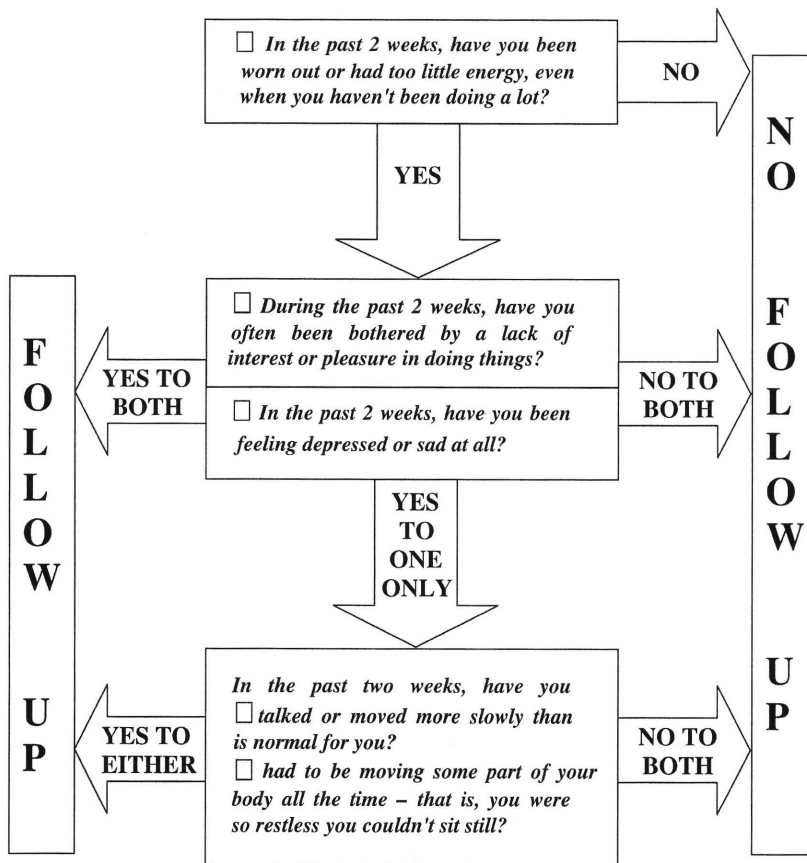 ☐ In the past 2 weeks, have you been
worn out or had too little energy, even
when you haven't been doing a lot?
NO
YES
NO FOLLOW UP
☐ During the past 2 weeks, have you
often been bothered by a lack of
interest or pleasure in doing things?
☐ In the past 2 weeks, have you been
feeling depressed or sad at all?
YES TO
BOTH
NO TO
BOTH
FOLLOW UP
YES
TO
ONE
ONLY
In the past two weeks, have you
☐ talked or moved more slowly than
is normal for you?
☐ had to be moving some part of your
body all the time – that is, you were
so restless you couldn't sit still?
YES TO
EITHER
NO TO
BOTH